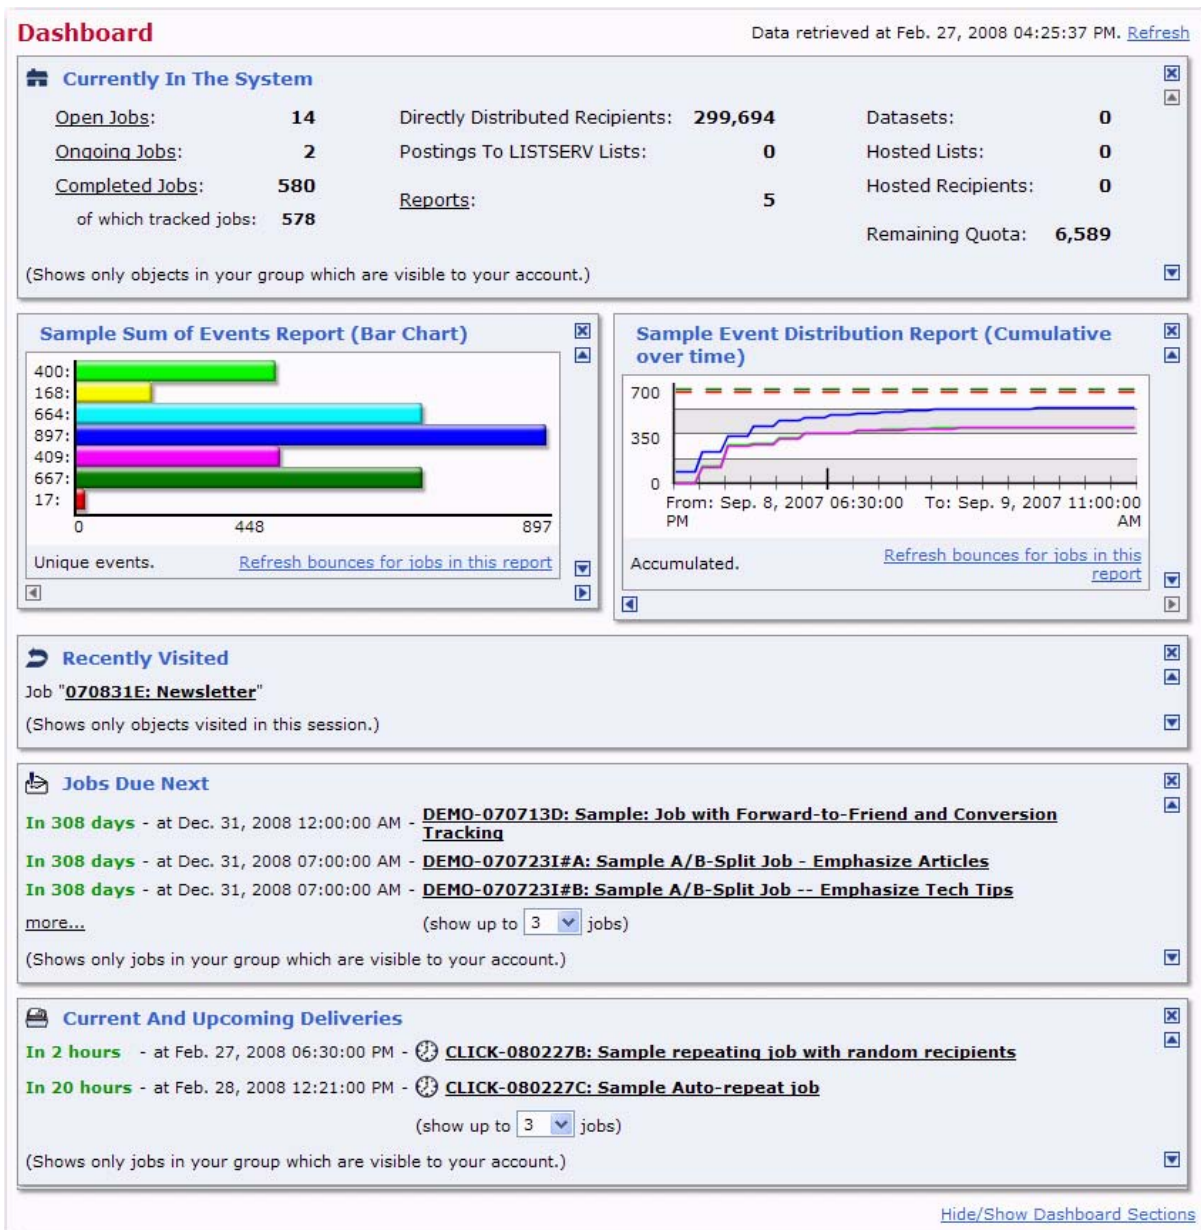 Dashboard
Data retrieved at Feb. 27, 2008 04:25:37 PM. Refresh
Currently In The System
Open Jobs: 14
Ongoing Jobs: 2
Completed Jobs: 580
of which tracked jobs: 578
Directly Distributed Recipients: 299,694
Postings To LISTSERV Lists: 0
Reports: 5
Datasets: 0
Hosted Lists: 0
Hosted Recipients: 0
Remaining Quota: 6,589
(Shows only objects in your group which are visible to your account.)
Sample Sum of Events Report (Bar Chart)
400:
168:
664:
897:
409:
667:
17:
0 448 897
Unique events. Refresh bounces for jobs in this report
Sample Event Distribution Report (Cumulative
over time)
700
350
0
From: Sep. 8, 2007 06:30:00 To: Sep. 9, 2007 11:00:00
PM AM
Accumulated. Refresh bounces for jobs in this
report
Recently Visited
Job "070831E: Newsletter"
(Shows only objects visited in this session.)
Jobs Due Next
In 308 days - at Dec. 31, 2008 12:00:00 AM - DEMO-070713D: Sample: Job with Forward-to-Friend and Conversion
Tracking
In 308 days - at Dec. 31, 2008 07:00:00 AM - DEMO-070723I#A: Sample A/B-Split Job - Emphasize Articles
In 308 days - at Dec. 31, 2008 07:00:00 AM - DEMO-070723I#B: Sample A/B-Split Job -- Emphasize Tech Tips
more... (show up to 3 jobs)
(Shows only jobs in your group which are visible to your account.)
Current And Upcoming Deliveries
In 2 hours - at Feb. 27, 2008 06:30:00 PM - CLICK-080227B: Sample repeating job with random recipients
In 20 hours - at Feb. 28, 2008 12:21:00 PM - CLICK-080227C: Sample Auto-repeat job
(show up to 3 jobs)
(Shows only jobs in your group which are visible to your account.)
Hide/Show Dashboard Sections